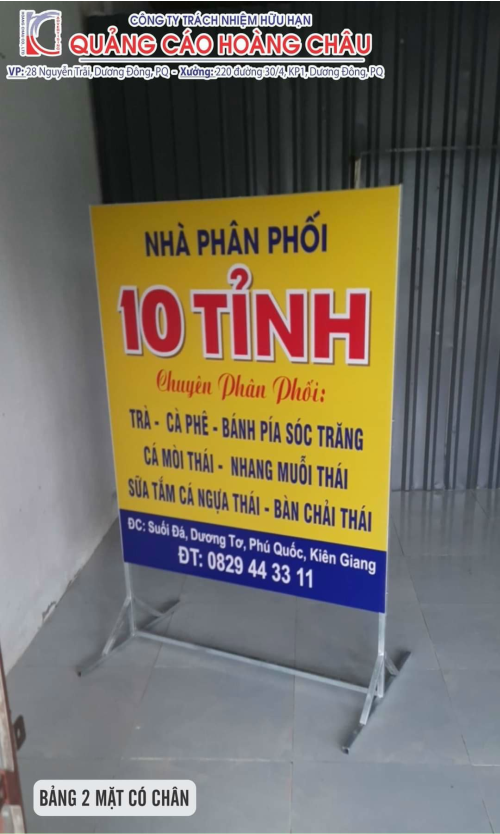 CÔNG TY TRÁCH NHIỆM HỮU HẠN
QUẢNG CÁO HOÀNG CHÂU
VP: 28 Nguyễn Trãi, Dương Đông, PQ - Xưởng: 220 đường 30/4, KP1, Dương Đông, PQ
NHÀ PHÂN PHỐI
10 TỈNH
Chuyên Phân Phối:
TRÀ - CÀ PHÊ - BÁNH PÍA SÓC TRĂNG
CÁ MÒI THÁI - NHANG MUỖI THÁI
SỮA TẮM CÁ NGỰA THÁI - BÀN CHẢI THÁI
ĐC: Suối Đá, Dương Tơ, Phú Quốc, Kiên Giang
ĐT: 0829 44 33 11
BẢNG 2 MẶT CÓ CHÂN